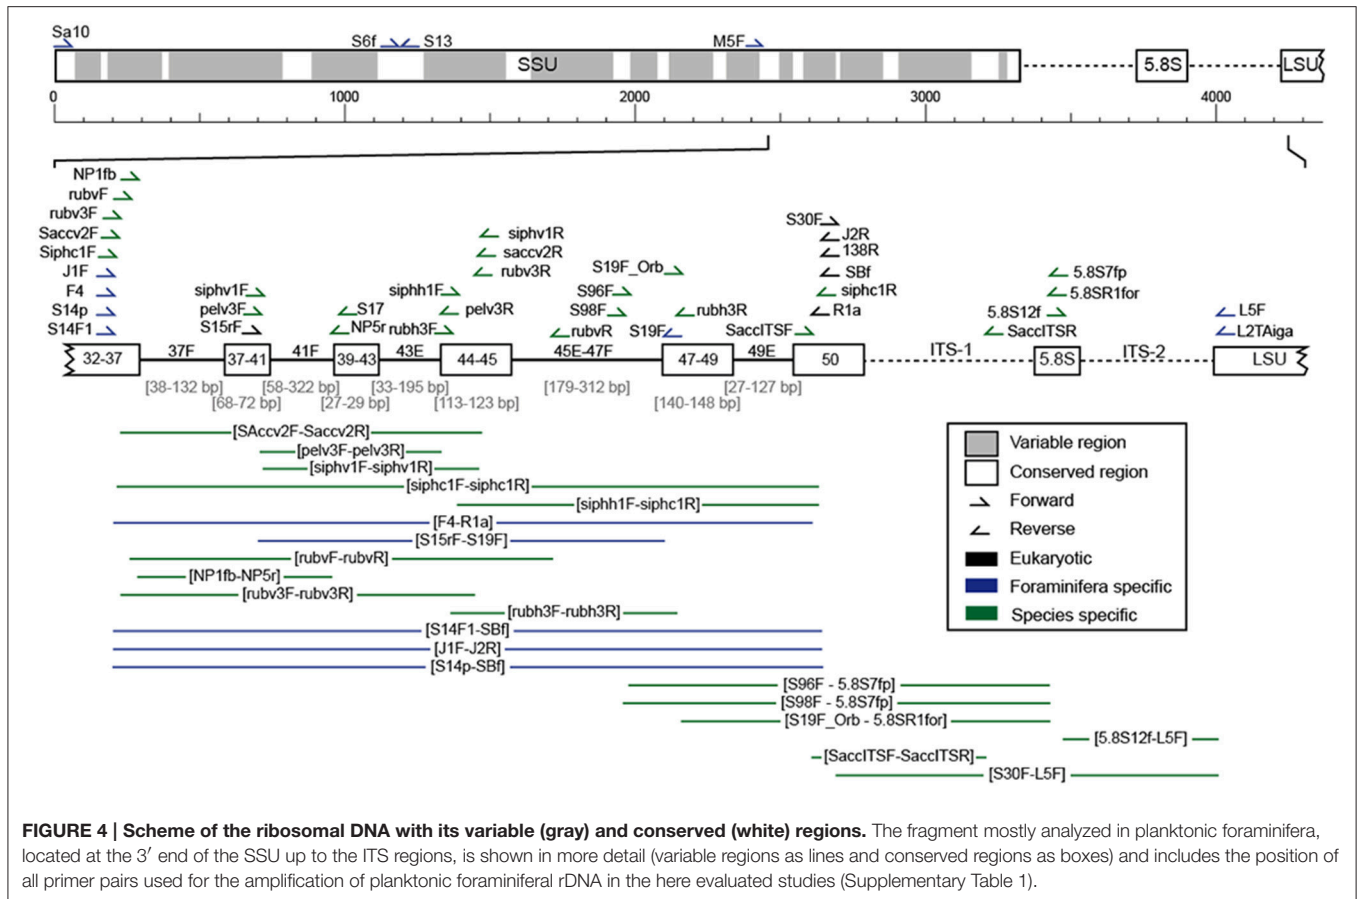 Sa10
S6f S13 M5F
SSU 5.8S LSU
0 1000 2000 3000 4000
NP1fb
rubvF
rubv3F
Saccv2F
Siphc1F
J1F
F4
S14p
S14F1
siphv1F
pelv3F
S15rF
S17
NP5r
siphv1R
saccv2R
rubv3R
siphh1F
pelv3R
rubh3F
S19F_Orb
S96F
S98F
rubvR
S19F
rubh3R
S30F
J2R
138R
SBf
siphc1R
R1a
SaccITSF
5.8S7fp
5.8SR1for
5.8S12f
SaccITSR
L5F
L2TAiga
32-37 37F 37-41 41F 39-43 43E 44-45 45E-47F 47-49 49E 50 ITS-1 5.8S ITS-2 LSU
[38-132 bp] [58-322 bp] [33-195 bp] [179-312 bp] [27-127 bp]
[68-72 bp] [27-29 bp] [113-123 bp] [140-148 bp]
[SAccv2F-Saccv2R]
[pelv3F-pelv3R]
[siphv1F-siphv1R]
[siphc1F-siphc1R]
[siphh1F-siphc1R]
[F4-R1a]
[S15rF-S19F]
[rubvF-rubvR]
[NP1fb-NP5r]
[rubv3F-rubv3R]
[rubh3F-rubh3R]
[S14F1-SBf]
[J1F-J2R]
[S14p-SBf]
[S96F - 5.8S7fp]
[S98F - 5.8S7fp]
[S19F_Orb - 5.8SR1for]
[5.8S12f-L5F]
[SaccITSF-SaccITSR]
[S30F-L5F]
Variable region
Conserved region
Forward
Reverse
Eukaryotic
Foraminifera specific
Species specific
FIGURE 4 | Scheme of the ribosomal DNA with its variable (gray) and conserved (white) regions. The fragment mostly analyzed in planktonic foraminifera,
located at the 3′ end of the SSU up to the ITS regions, is shown in more detail (variable regions as lines and conserved regions as boxes) and includes the position of
all primer pairs used for the amplification of planktonic foraminiferal rDNA in the here evaluated studies (Supplementary Table 1).